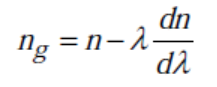 n_g = n − λ dn/dλ